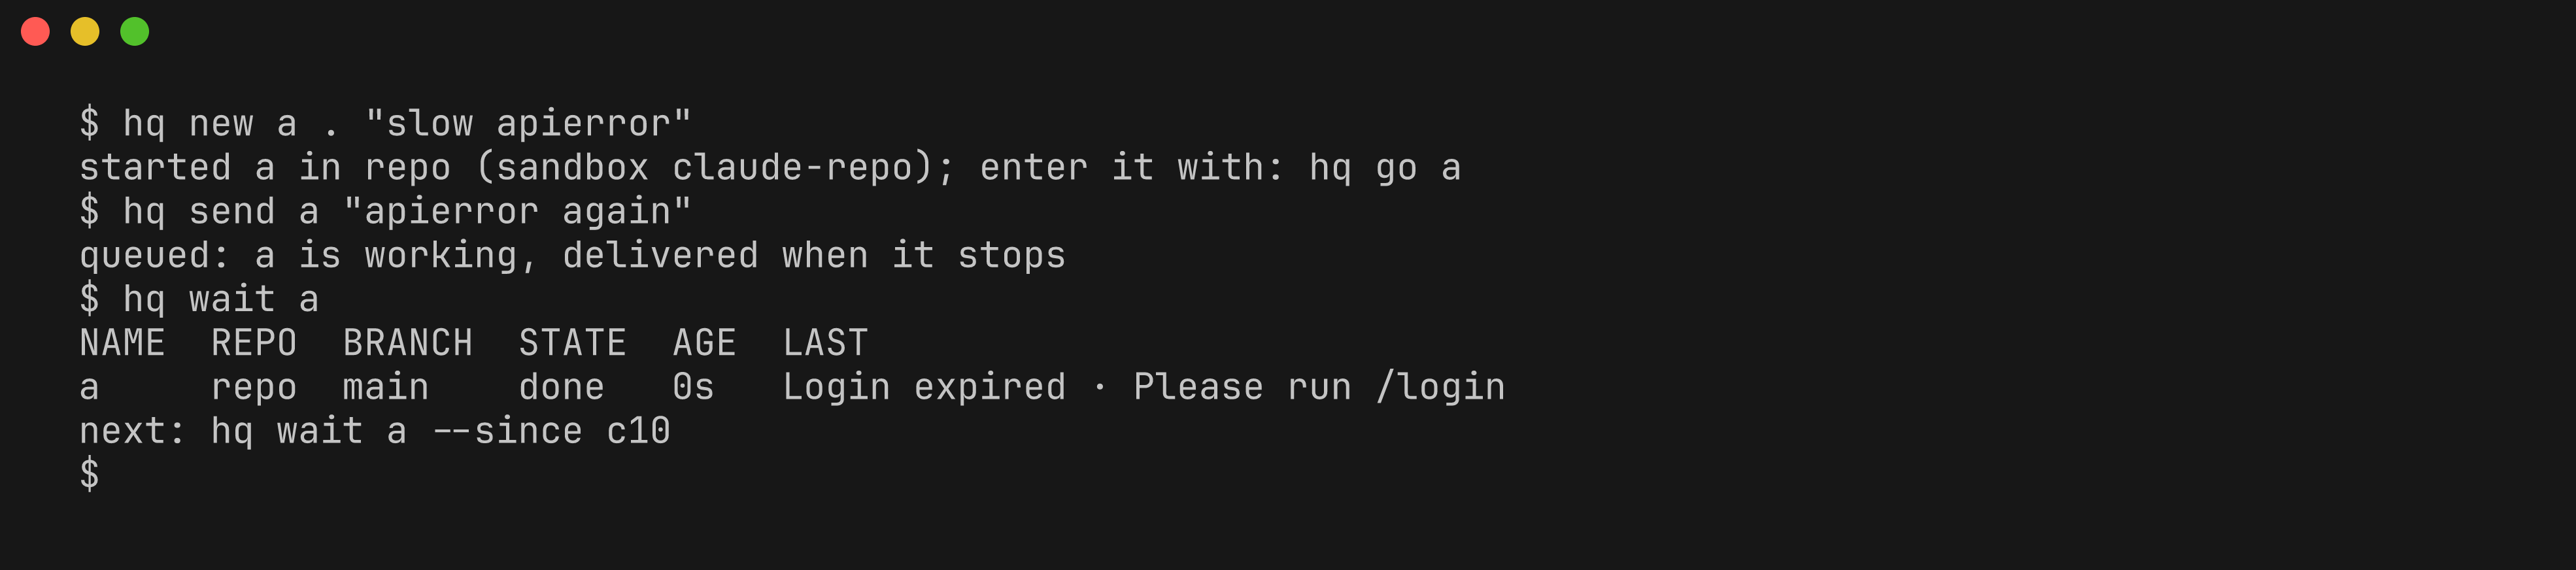 $ hq new a . "slow apierror"
started a in repo (sandbox claude-repo); enter it with: hq go a
$ hq send a "apierror again"
queued: a is working, delivered when it stops
$ hq wait a
NAME  REPO  BRANCH  STATE  AGE  LAST
a     repo  main    done   0s   Login expired · Please run /login
next: hq wait a --since c10
$